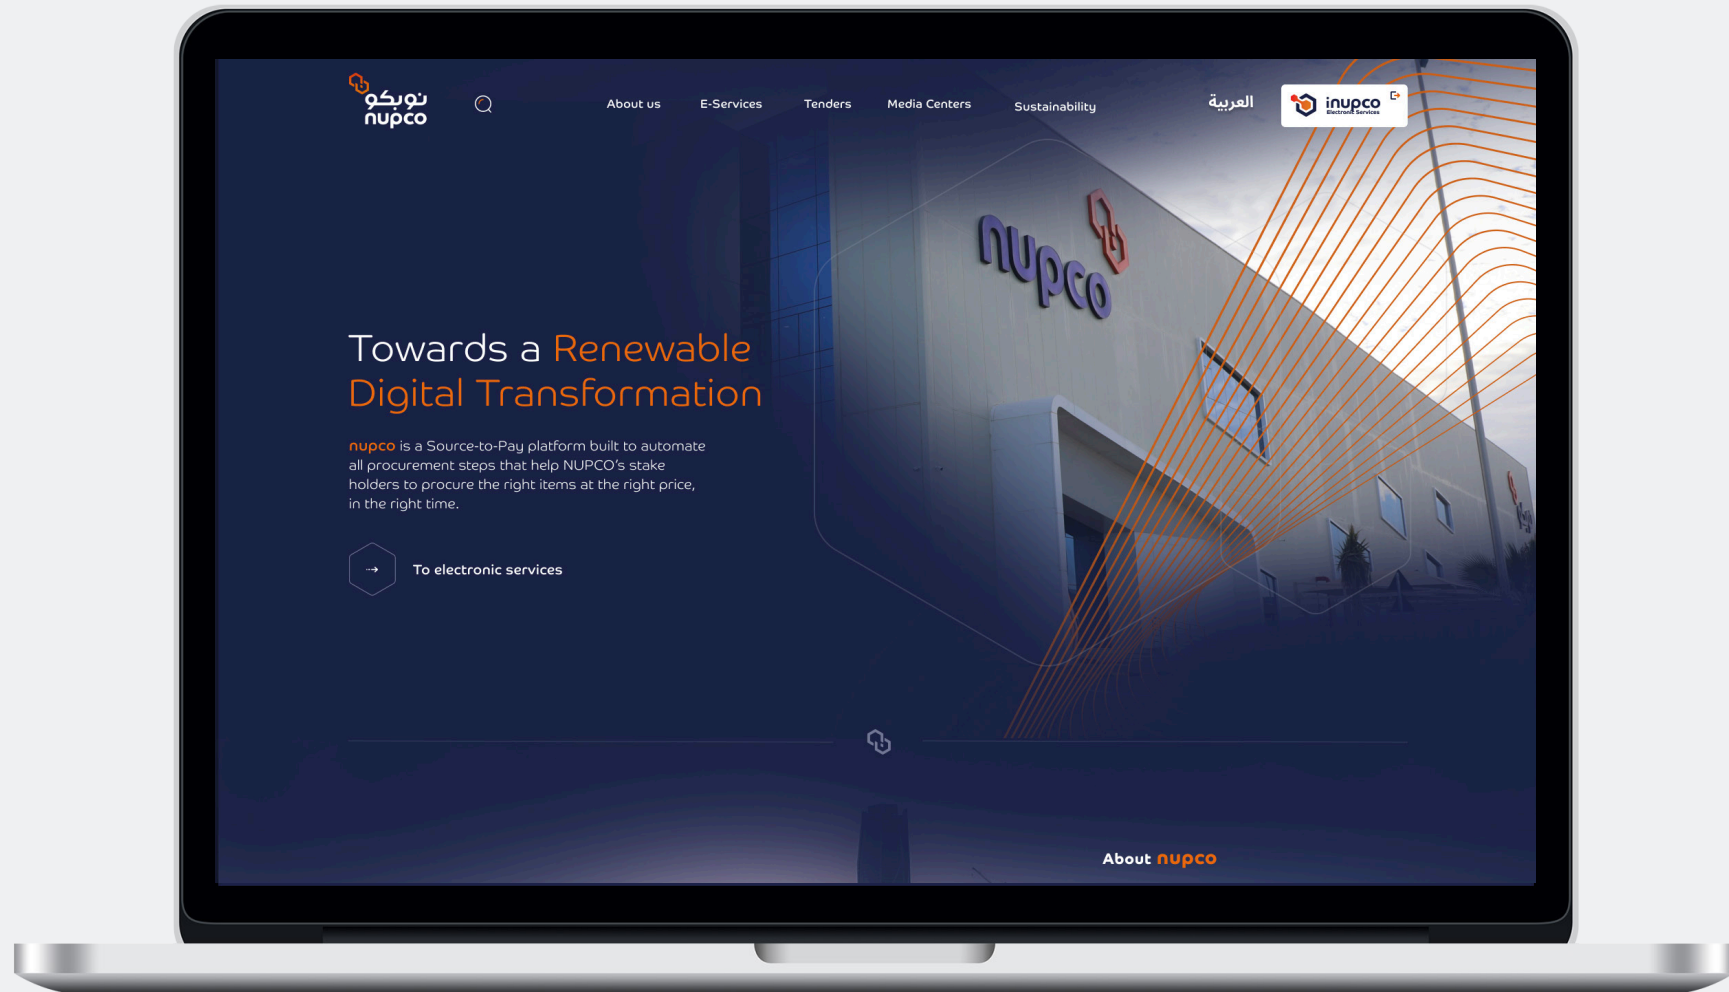 نوبكو
nupco
About us
E-Services
Tenders
Media Centers
Sustainability
العربية
inupco
Electronic Services
nupco
Towards a Renewable
Digital Transformation
nupco is a Source-to-Pay platform built to automate
all procurement steps that help NUPCO's stake
holders to procure the right items at the right price,
in the right time.
To electronic services
About nupco